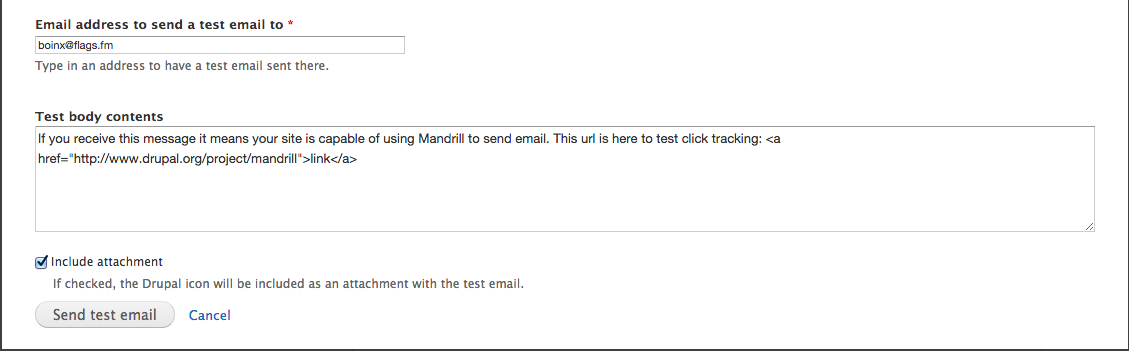 Email address to send a test email to *
boinx@flags.fm
Type in an address to have a test email sent there.
Test body contents
If you receive this message it means your site is capable of using Mandrill to send email. This url is here to test click tracking: <a
href="http://www.drupal.org/project/mandrill">link</a>
Include attachment
If checked, the Drupal icon will be included as an attachment with the test email.
Send test email Cancel